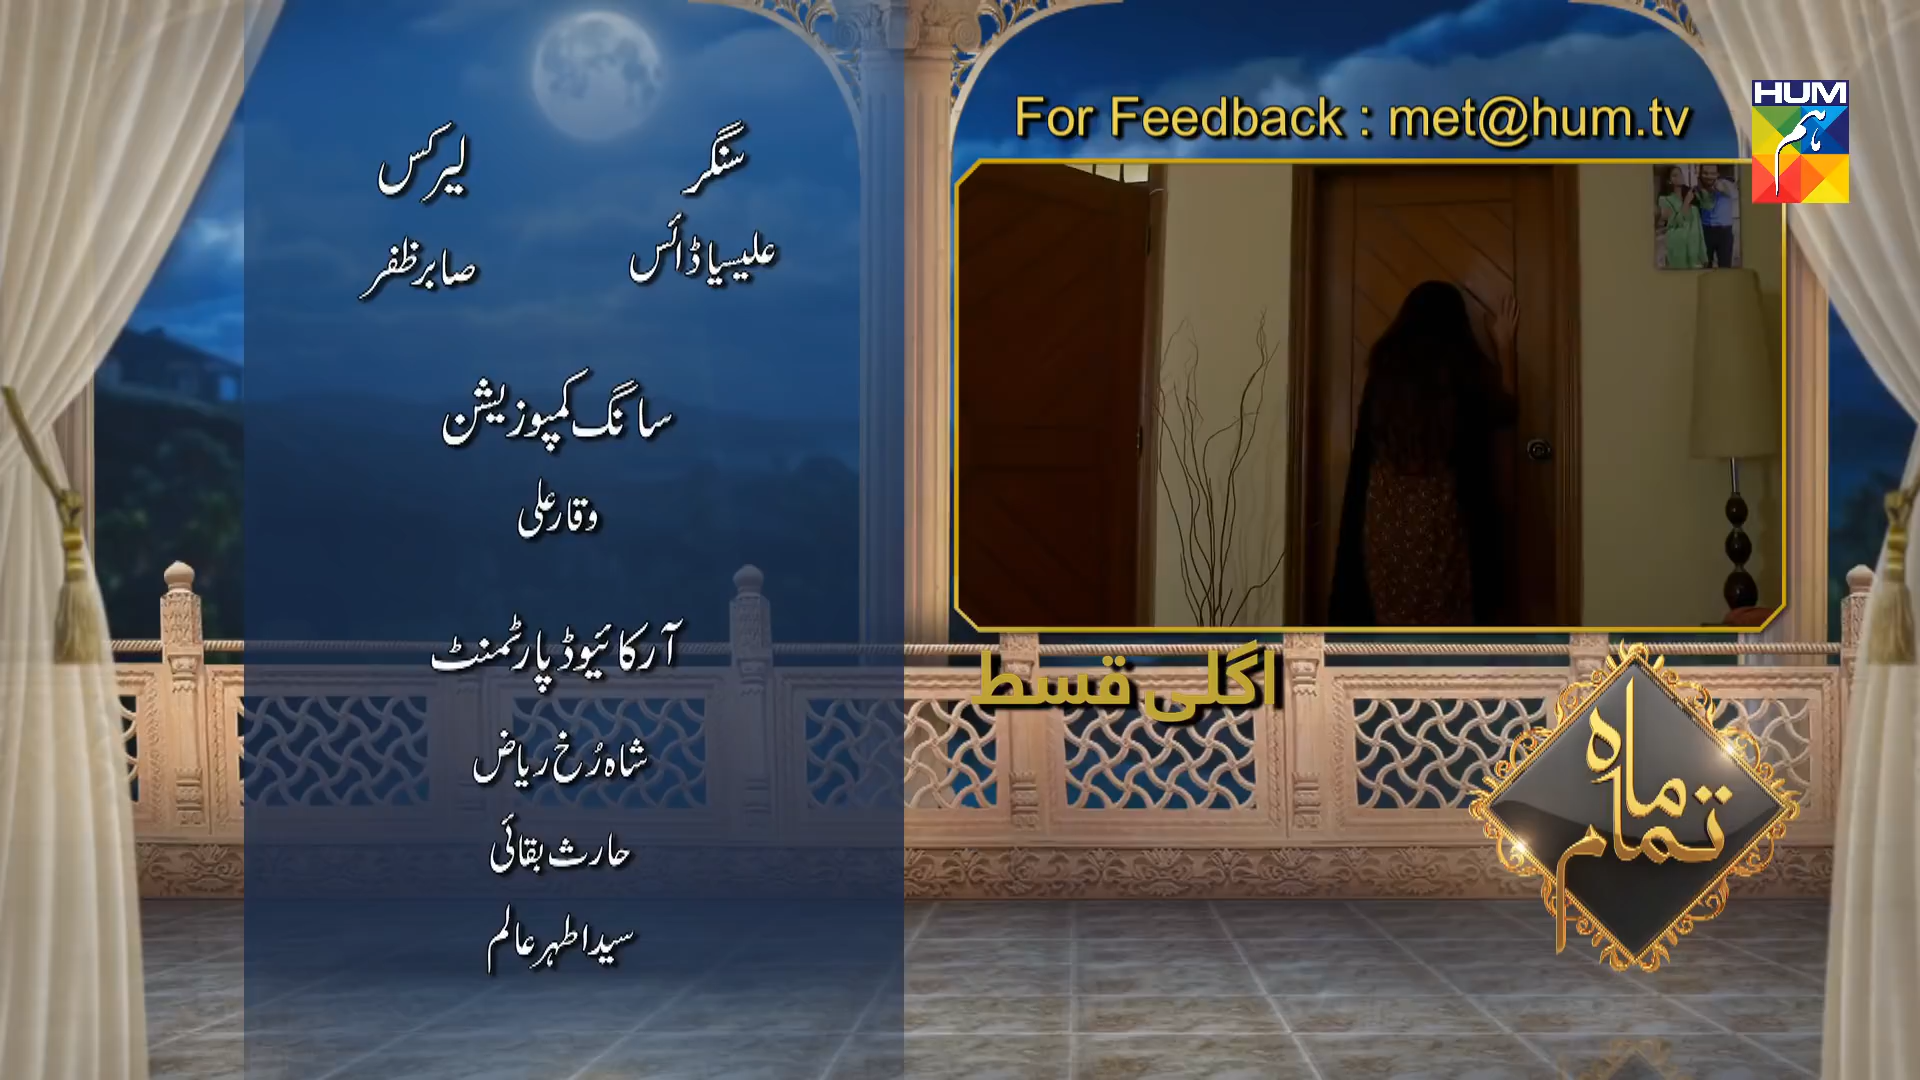 For Feedback : met@hum.tv
HUM
ہم
سنگر
لیرکس
علیسیا ڈائس
صابر ظفر
سانگ کمپوزیشن
وقار علی
آرکائیو ڈپارٹمنٹ
شاہ رُخ ریاض
حارث بقائی
سید اطہر عالم
اگلی قسط
ماہ
تمام